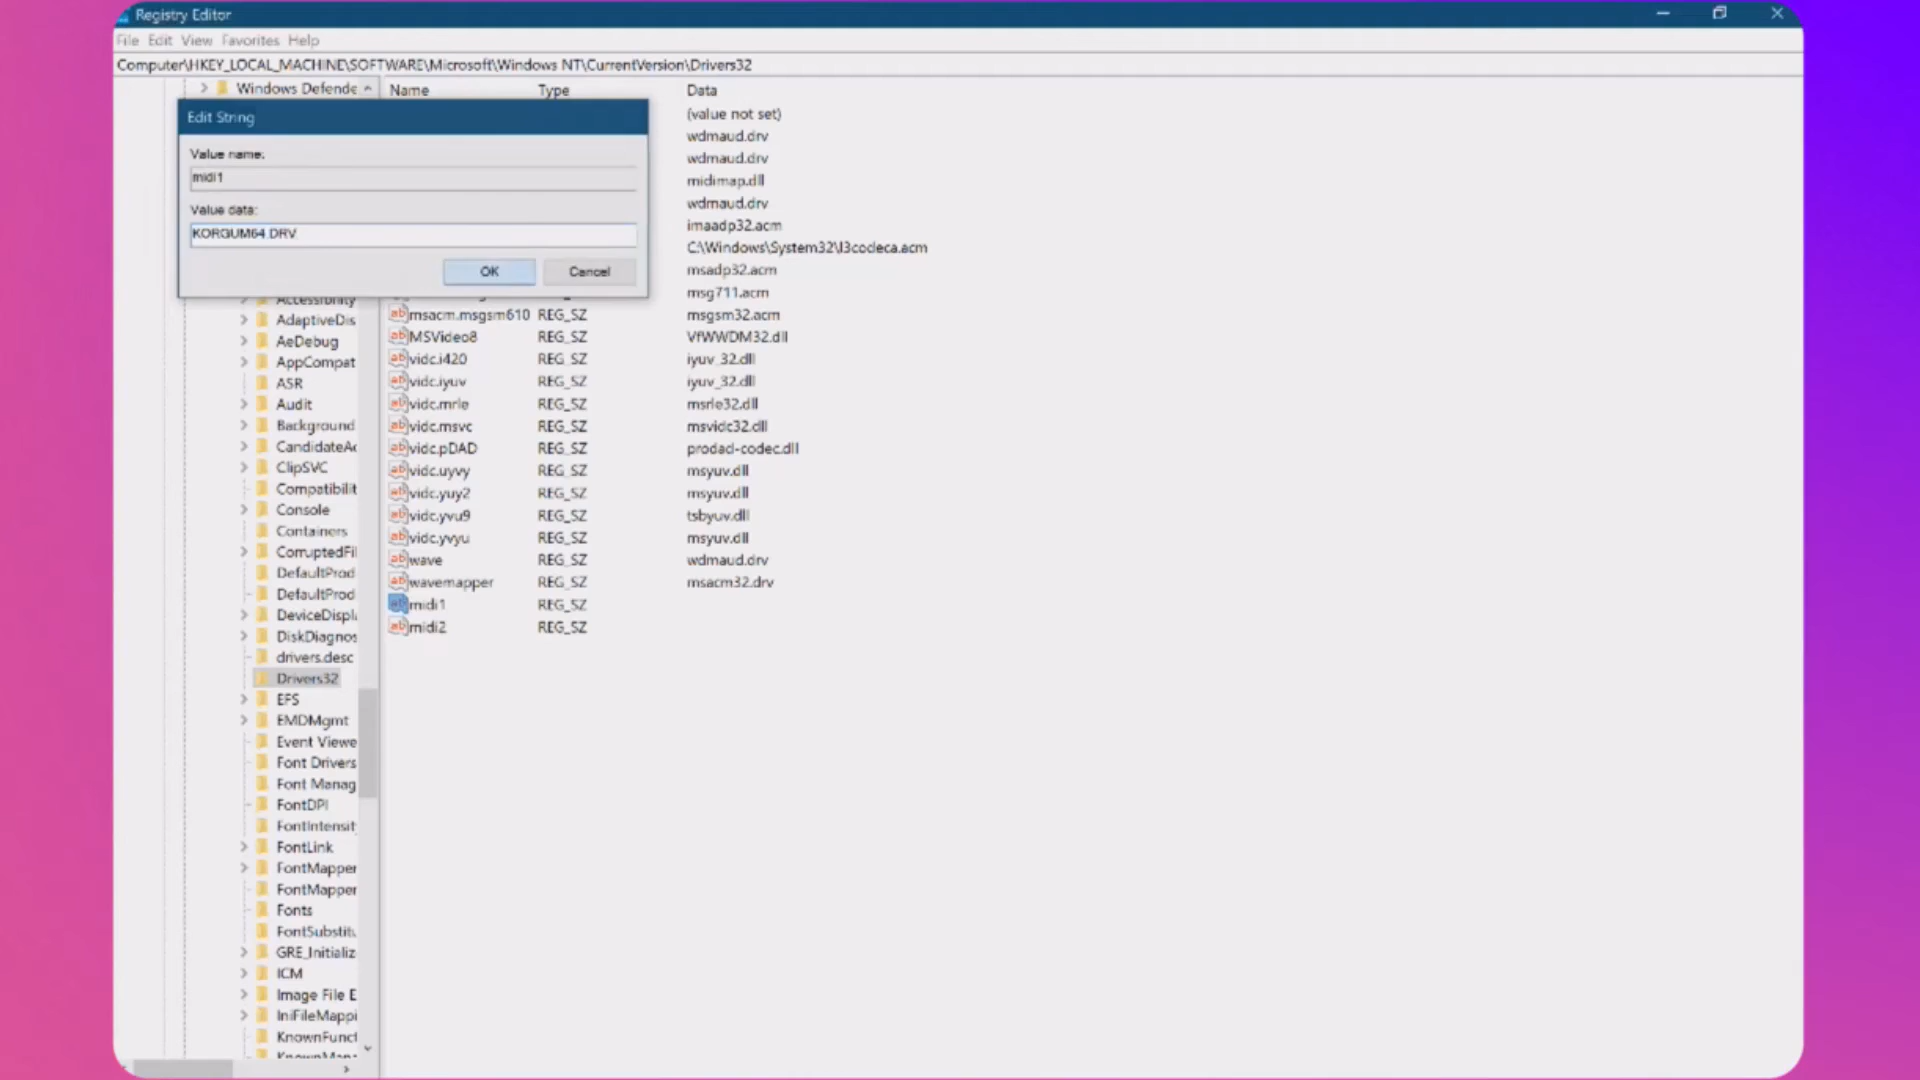 Registry Editor
File Edit View Favorites Help
Computer\HKEY_LOCAL_MACHINE\SOFTWARE\Microsoft\Windows NT\CurrentVersion\Drivers32
Windows Defende
Name Type Data
Edit String
Value name:
midi1
Value data:
KORGUM64.DRV
OK Cancel
(value not set)
wdmaud.drv
wdmaud.drv
midimap.dll
wdmaud.drv
imaadp32.acm
C:\Windows\System32\l3codeca.acm
msadp32.acm
msg711.acm
msacm.msgsm610 REG_SZ msgsm32.acm
MSVideo8 REG_SZ VfWWDM32.dll
vidc.i420 REG_SZ iyuv_32.dll
vidc.iyuv REG_SZ iyuv_32.dll
vidc.mrle REG_SZ msrle32.dll
vidc.msvc REG_SZ msvidc32.dll
vidc.pDAD REG_SZ prodad-codec.dll
vidc.uyvy REG_SZ msyuv.dll
vidc.yuy2 REG_SZ msyuv.dll
vidc.yvu9 REG_SZ tsbyuv.dll
vidc.yvyu REG_SZ msyuv.dll
wave REG_SZ wdmaud.drv
wavemapper REG_SZ msacm32.drv
midi1 REG_SZ
midi2 REG_SZ
Accessibility
AdaptiveDis
AeDebug
AppCompat
ASR
Audit
Background
CandidateAc
ClipSVC
Compatibilit
Console
Containers
CorruptedFil
DefaultProd
DefaultProd
DeviceDispl
DiskDiagnos
drivers.desc
Drivers32
EFS
EMDMgmt
Event Viewe
Font Drivers
Font Manag
FontDPI
FontIntensit
FontLink
FontMapper
FontMapper
Fonts
FontSubstitu
GRE_Initializ
ICM
Image File E
IniFileMappi
KnownFunct
KnownMana